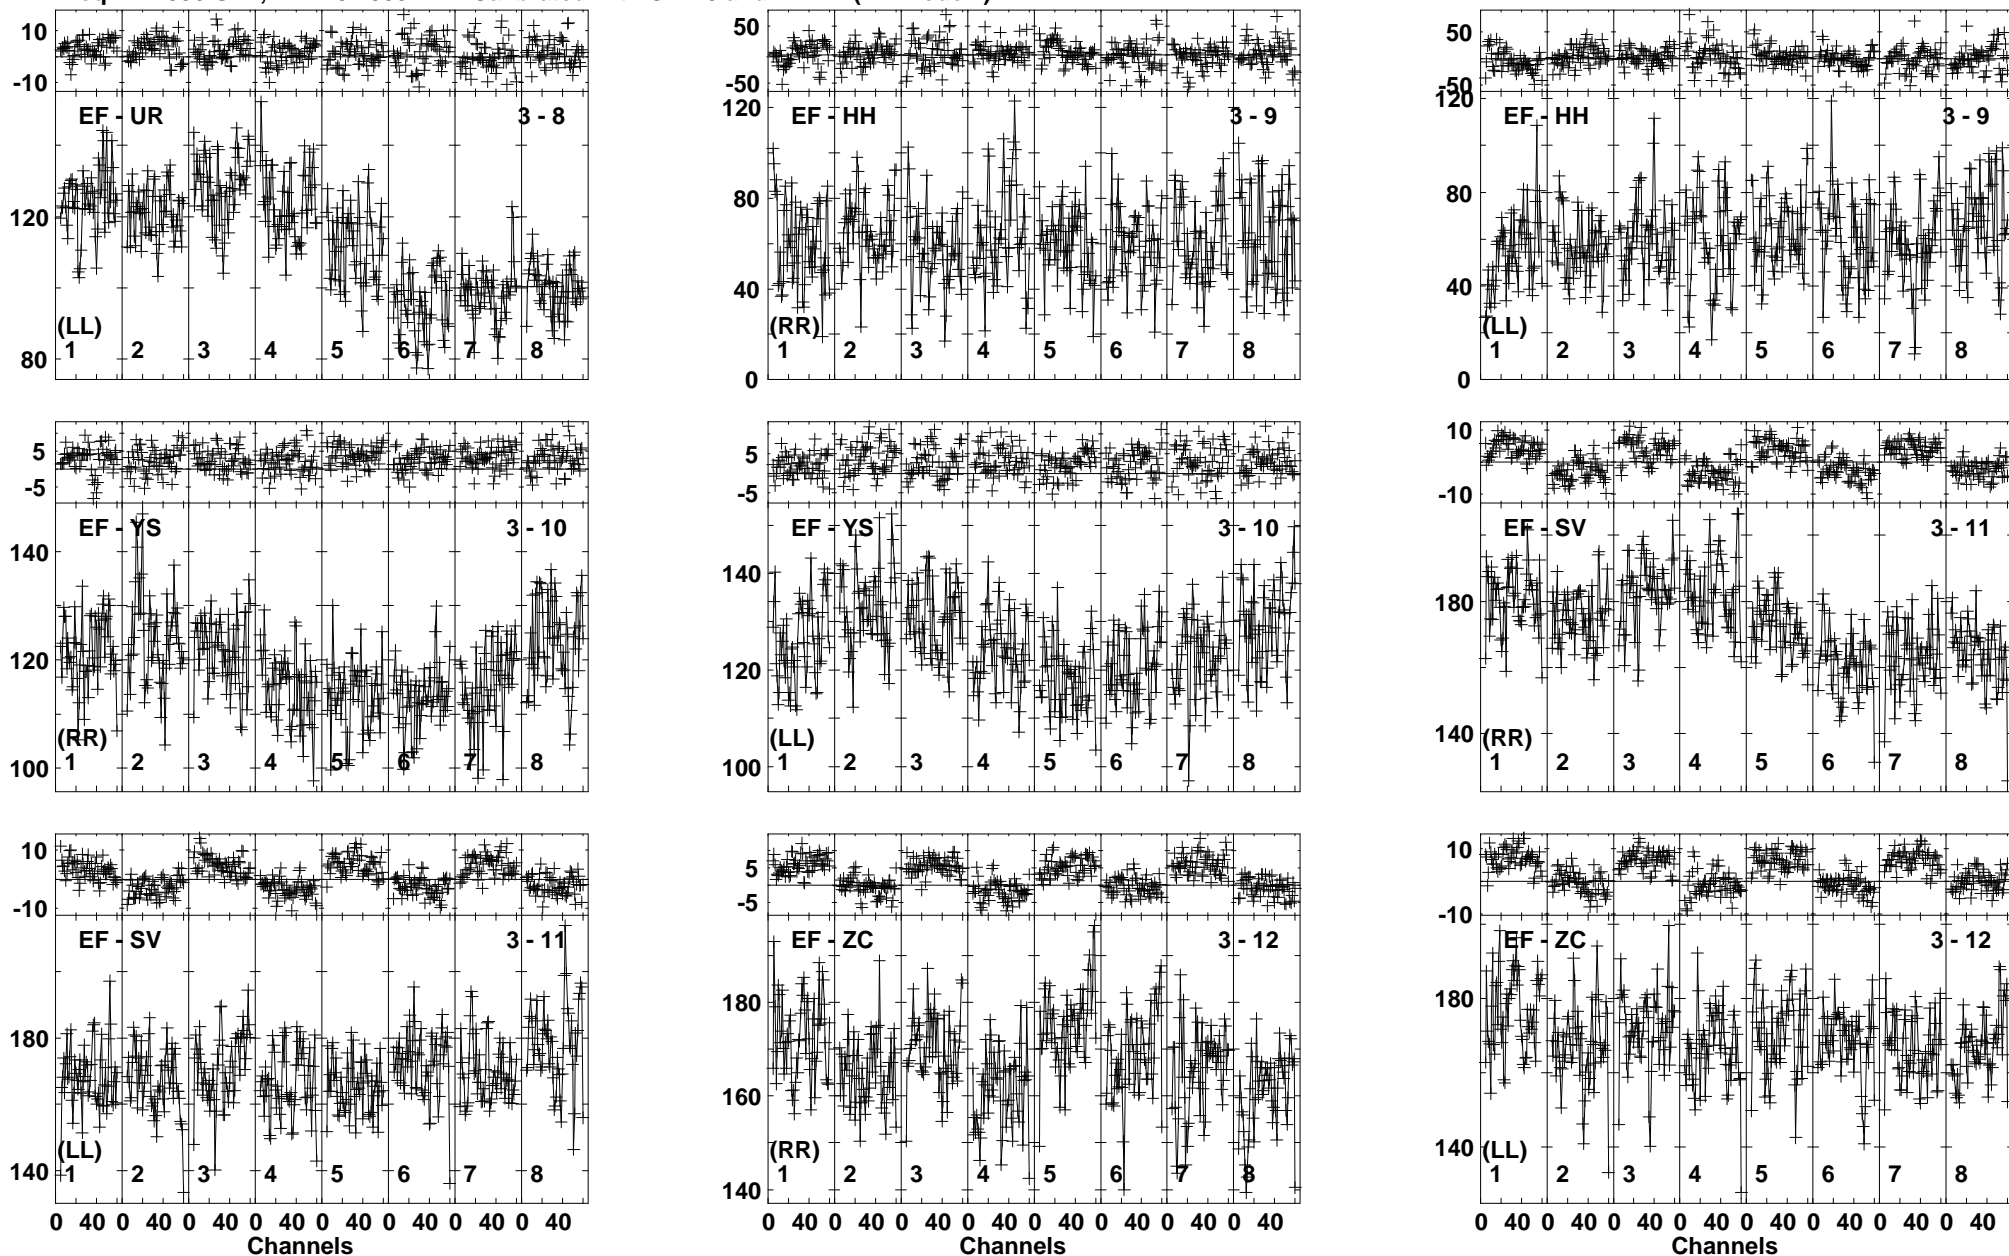 10 50 50
-10 -50 -50
EF - UR 3 - 8 120 EF - HH 3 - 9 120 EF - HH 3 - 9
120 80 80
40 40
(LL) (RR) (LL)
80 1 2 3 4 5 6 7 8 1 2 3 4 5 6 7 8 1 2 3 4 5 6 7 8
0 0
5 5 10
-5 -5 -10
EF - YS 3 - 10 EF - YS 3 - 10 EF - SV 3 - 11
140 140 180
120 120
(RR) (LL) 140 (RR)
100 1 2 3 4 5 6 7 8 100 1 2 3 4 5 6 7 8 1 2 3 4 5 6 7 8
10 5 10
-10 -5 -10
EF - SV 3 - 11 EF - ZC 3 - 12 EF - ZC 3 - 12
180 180 180
160
(LL) (RR) 140 (LL)
140 1 2 3 4 5 6 7 8 140 1 2 3 4 5 6 7 8 1 2 3 4 5 6 7 8
0 40 0 40 0 40 0 40 0 40 0 40 0 40 0 40 0 40 0 40 0 40 0 40 0 40 0 40 0 40 0 40 0 40 0 40 0 40 0 40 0 40 0 40 0 40 0 40
Channels Channels Channels